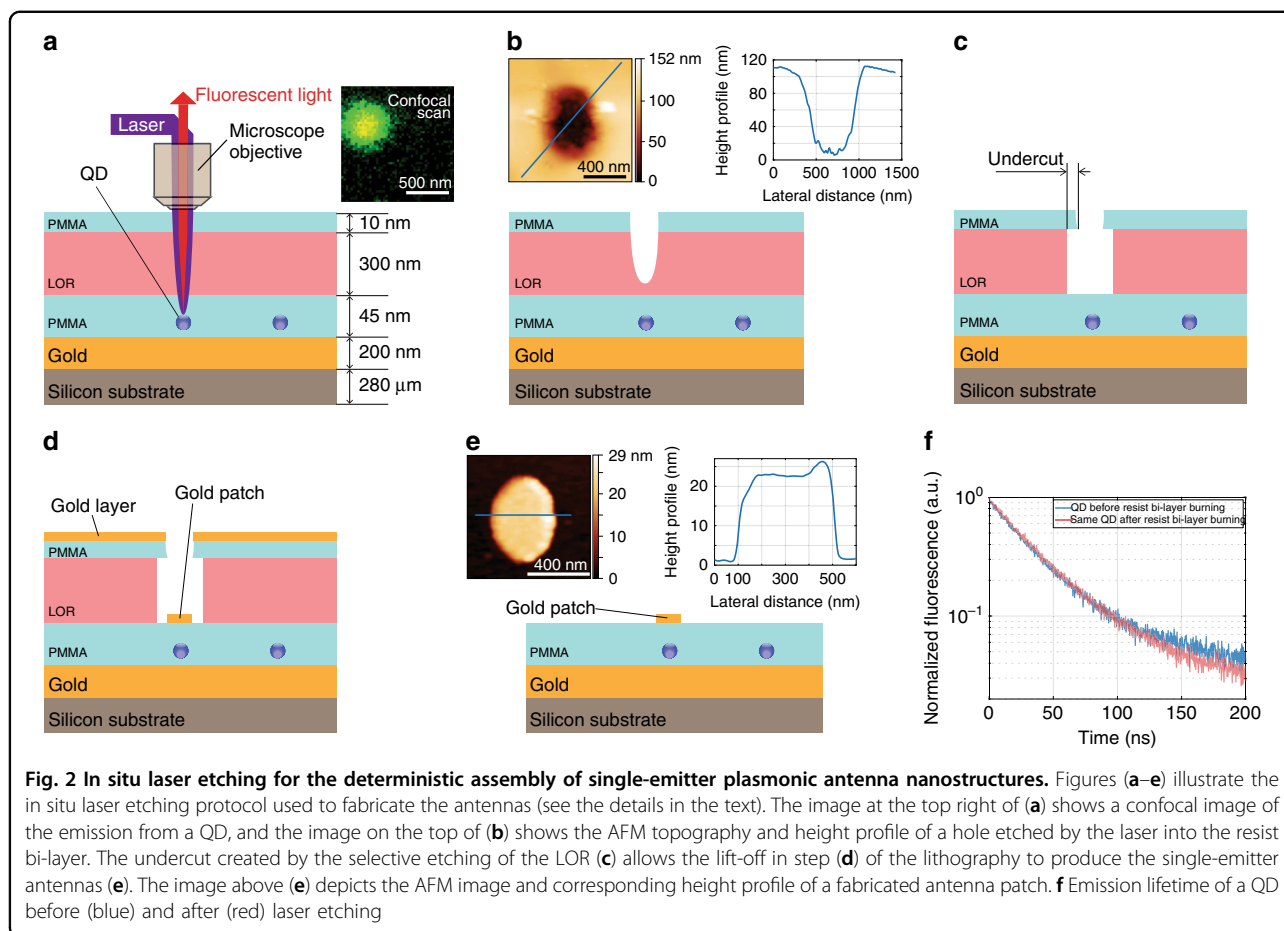 a
Fluorescent light
Laser
Microscope
objective
QD
Confocal
scan
500 nm
PMMA
10 nm
LOR
300 nm
PMMA
45 nm
Gold
200 nm
Silicon substrate
280 μm
b
152 nm
100
50
0
400 nm
Height profile (nm)
120
80
40
0
0 500 1000 1500
Lateral distance (nm)
PMMA
LOR
PMMA
Gold
Silicon substrate
c
Undercut
PMMA
LOR
PMMA
Gold
Silicon substrate
d
Gold layer
Gold patch
PMMA
LOR
PMMA
Gold
Silicon substrate
e
29 nm
20
10
0
400 nm
Height profile (nm)
20
10
0
0 100 300 500
Lateral distance (nm)
Gold patch
PMMA
Gold
Silicon substrate
f
Normalized fluorescence (a.u.)
10⁰
10⁻¹
QD before resist bi-layer burning
Same QD after resist bi-layer burning
0 50 100 150 200
Time (ns)
Fig. 2 In situ laser etching for the deterministic assembly of single-emitter plasmonic antenna nanostructures. Figures (a–e) illustrate the
in situ laser etching protocol used to fabricate the antennas (see the details in the text). The image at the top right of (a) shows a confocal image of
the emission from a QD, and the image on the top of (b) shows the AFM topography and height profile of a hole etched by the laser into the resist
bi-layer. The undercut created by the selective etching of the LOR (c) allows the lift-off in step (d) of the lithography to produce the single-emitter
antennas (e). The image above (e) depicts the AFM image and corresponding height profile of a fabricated antenna patch. f Emission lifetime of a QD
before (blue) and after (red) laser etching